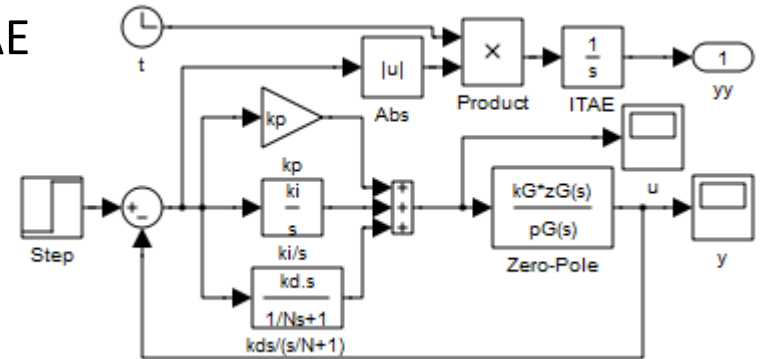 AE
t
|u|
Abs
×
Product
1
s
ITAE
1
yy
kp
kp
Step
+
−
ki
s
ki/s
kd.s
1/Ns+1
kds/(s/N+1)
+
+
+
kG*zG(s)
pG(s)
Zero-Pole
u
y